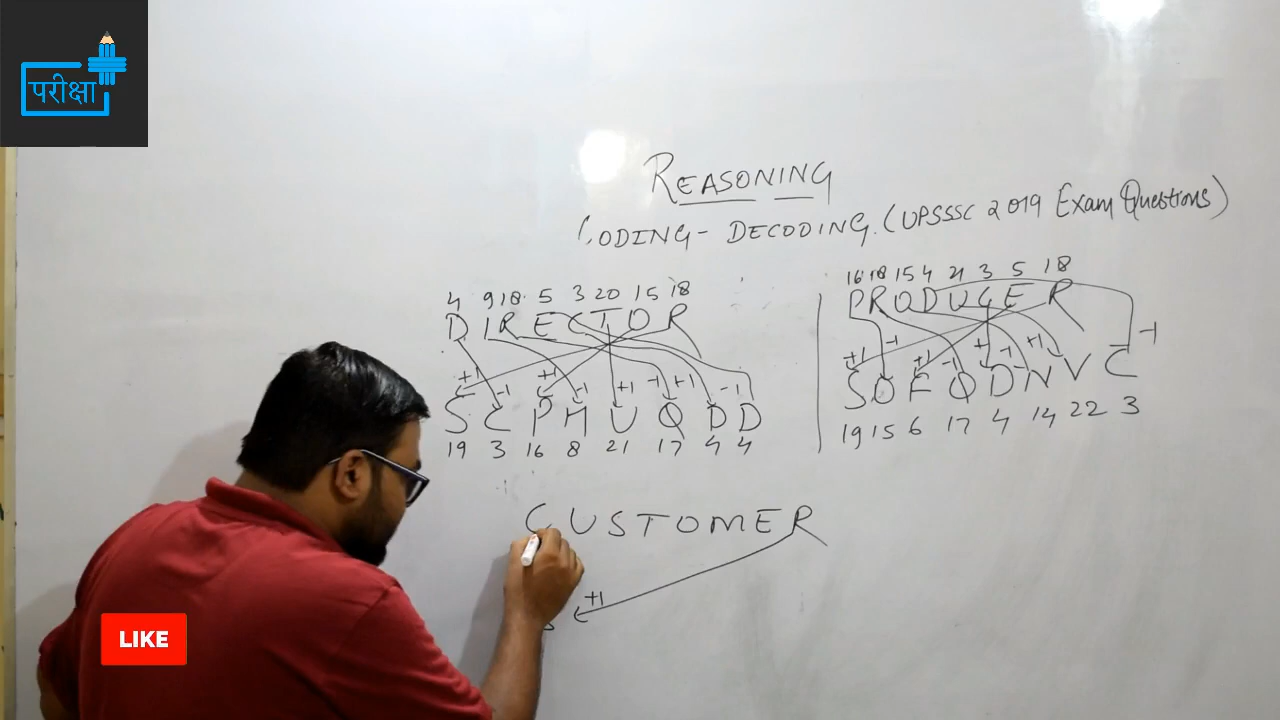 परीक्षा
REASONING
CODING - DECODING. (UPSSSC 2019 Exam Questions)
4 9 18 5 3 20 15 18
D I R E C T O R
+1 -1 +1 -1 +1 -1 +1 -1
S C P H U Q D D
19 3 16 8 21 17 4 4
16 18 15 4 21 3 5 18
P R O D U C E R
+1 -1 +1 -1 + -1 +1 -1
S O F Q D N V C
19 15 6 17 4 14 22 3
C U S T O M E R
+1
LIKE